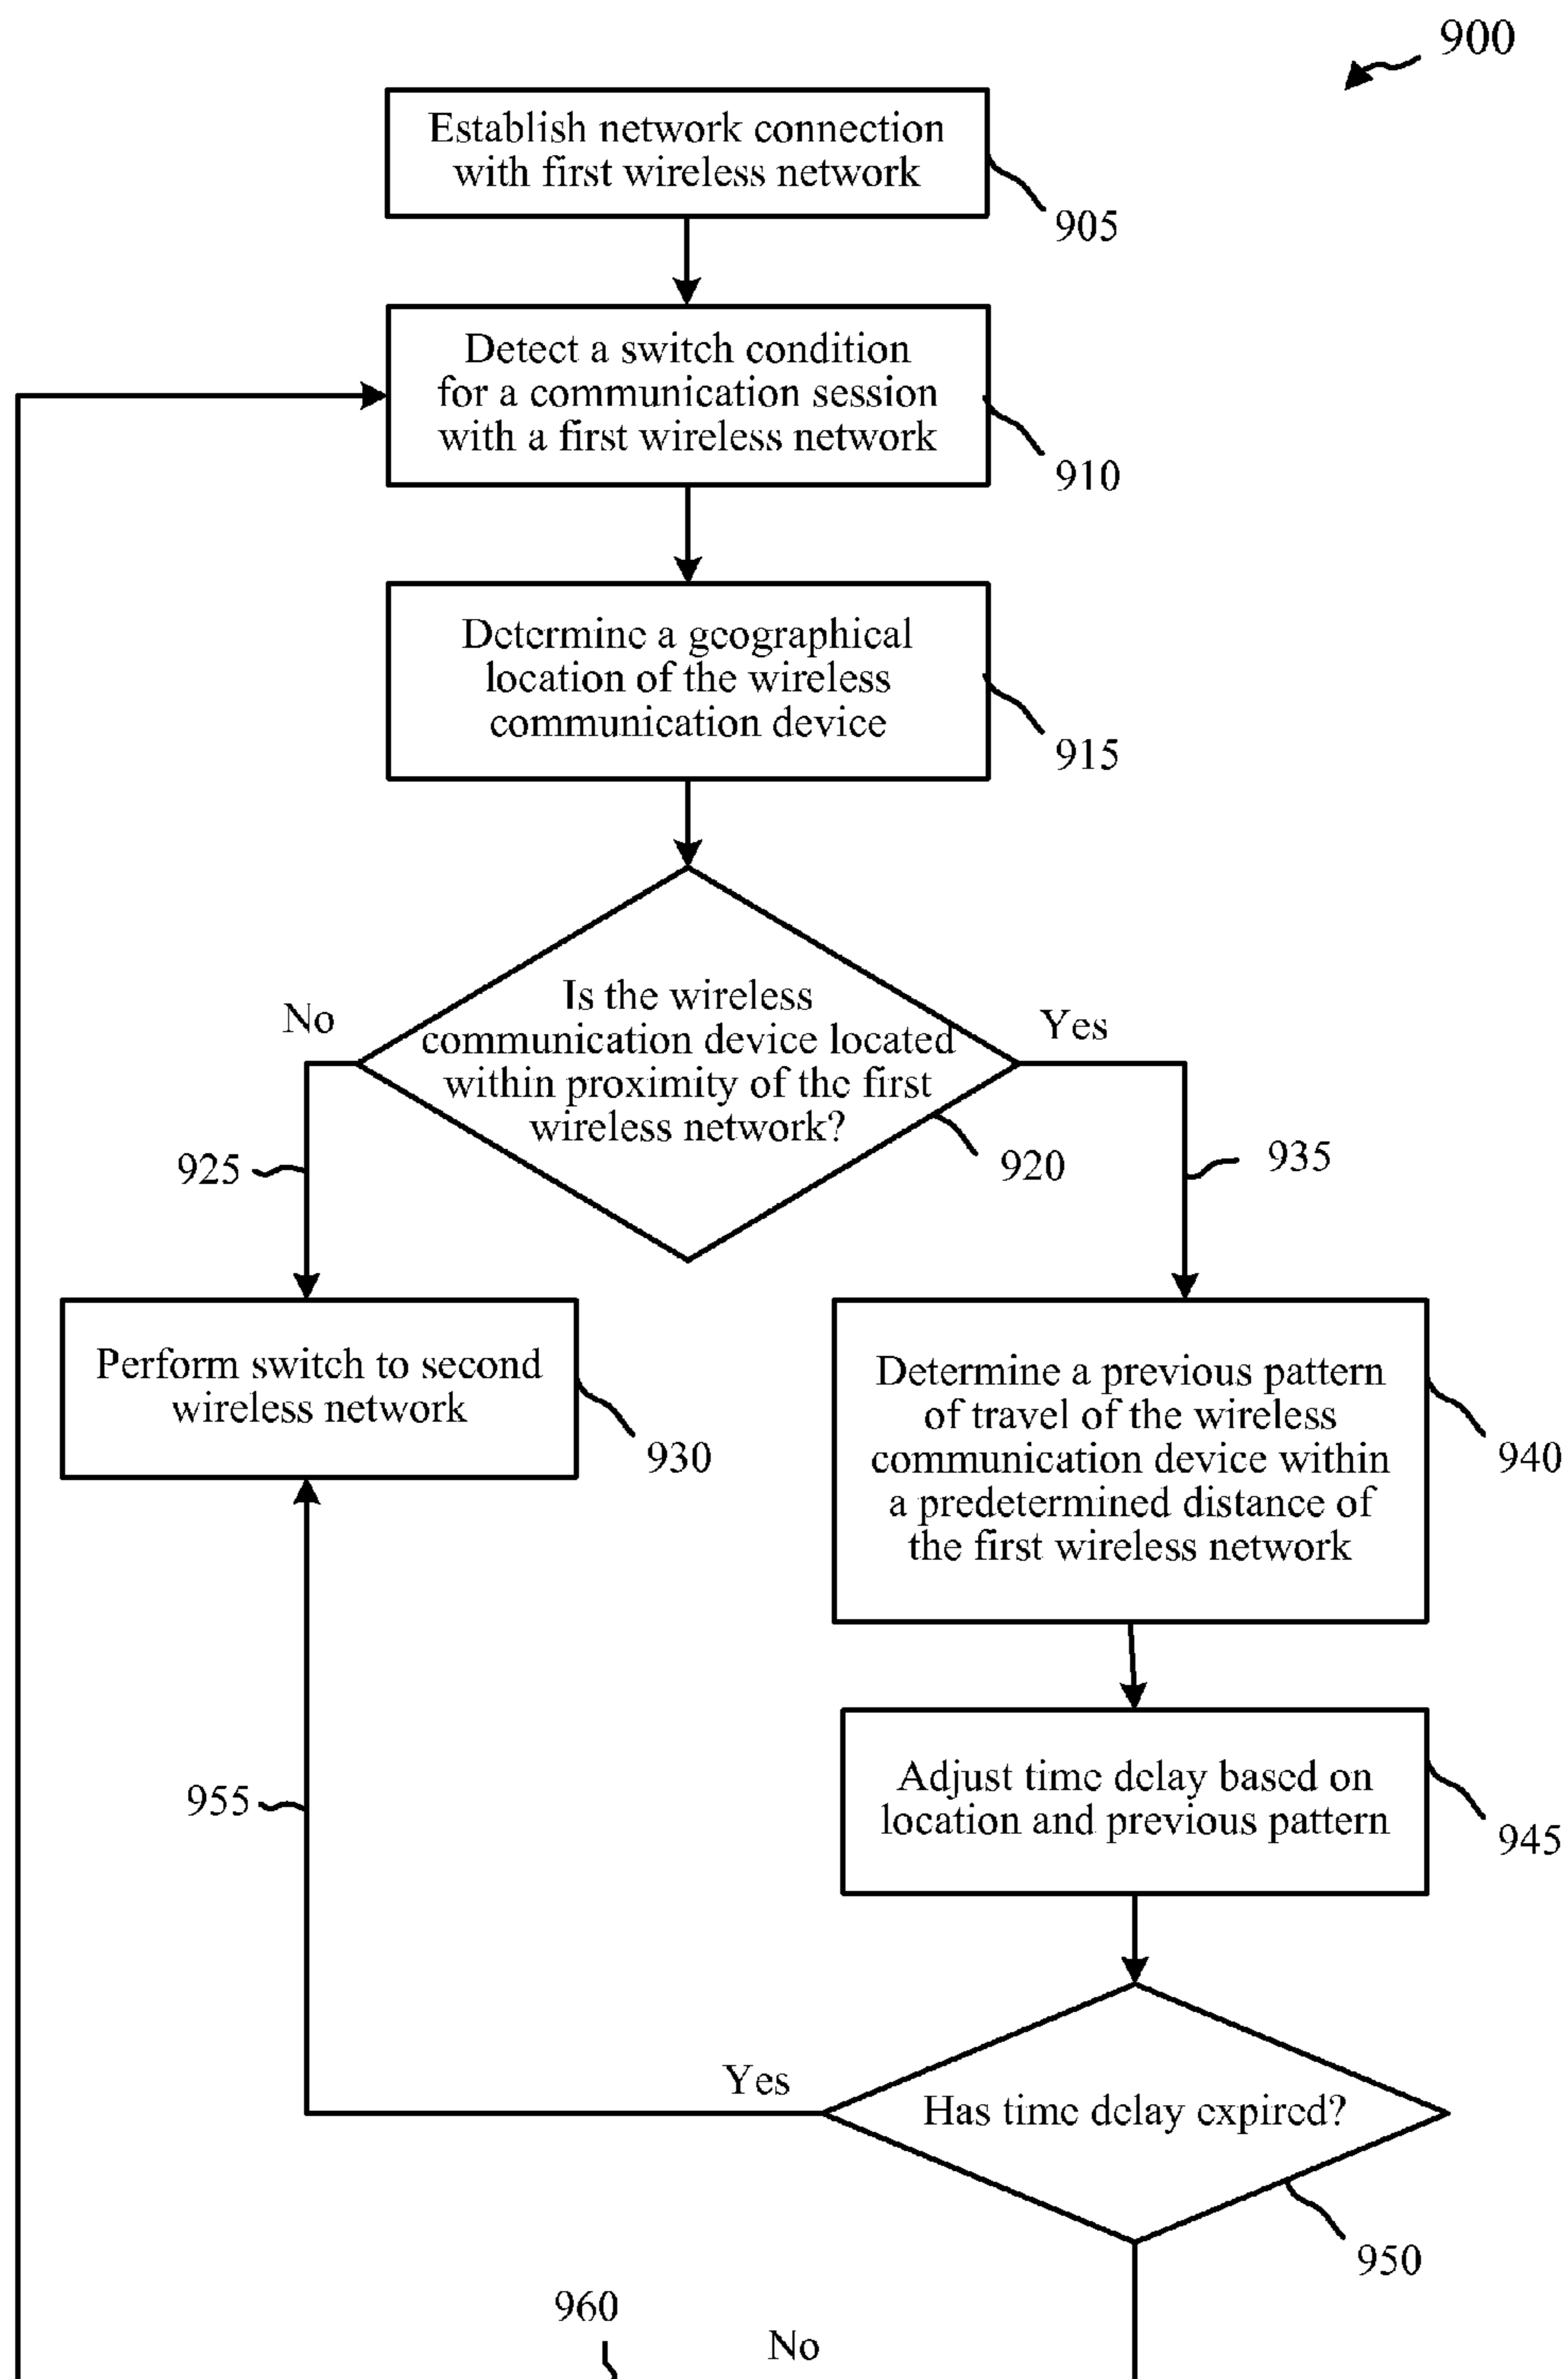 900
Establish network connection
with first wireless network
905
Detect a switch condition
for a communication session
with a first wireless network
910
Determine a geographical
location of the wireless
communication device
915
Is the wireless
communication device located
within proximity of the first
wireless network?
No
Yes
925
920
935
Perform switch to second
wireless network
930
Determine a previous pattern
of travel of the wireless
communication device within
a predetermined distance of
the first wireless network
940
Adjust time delay based on
location and previous pattern
945
955
Yes
Has time delay expired?
950
960
No